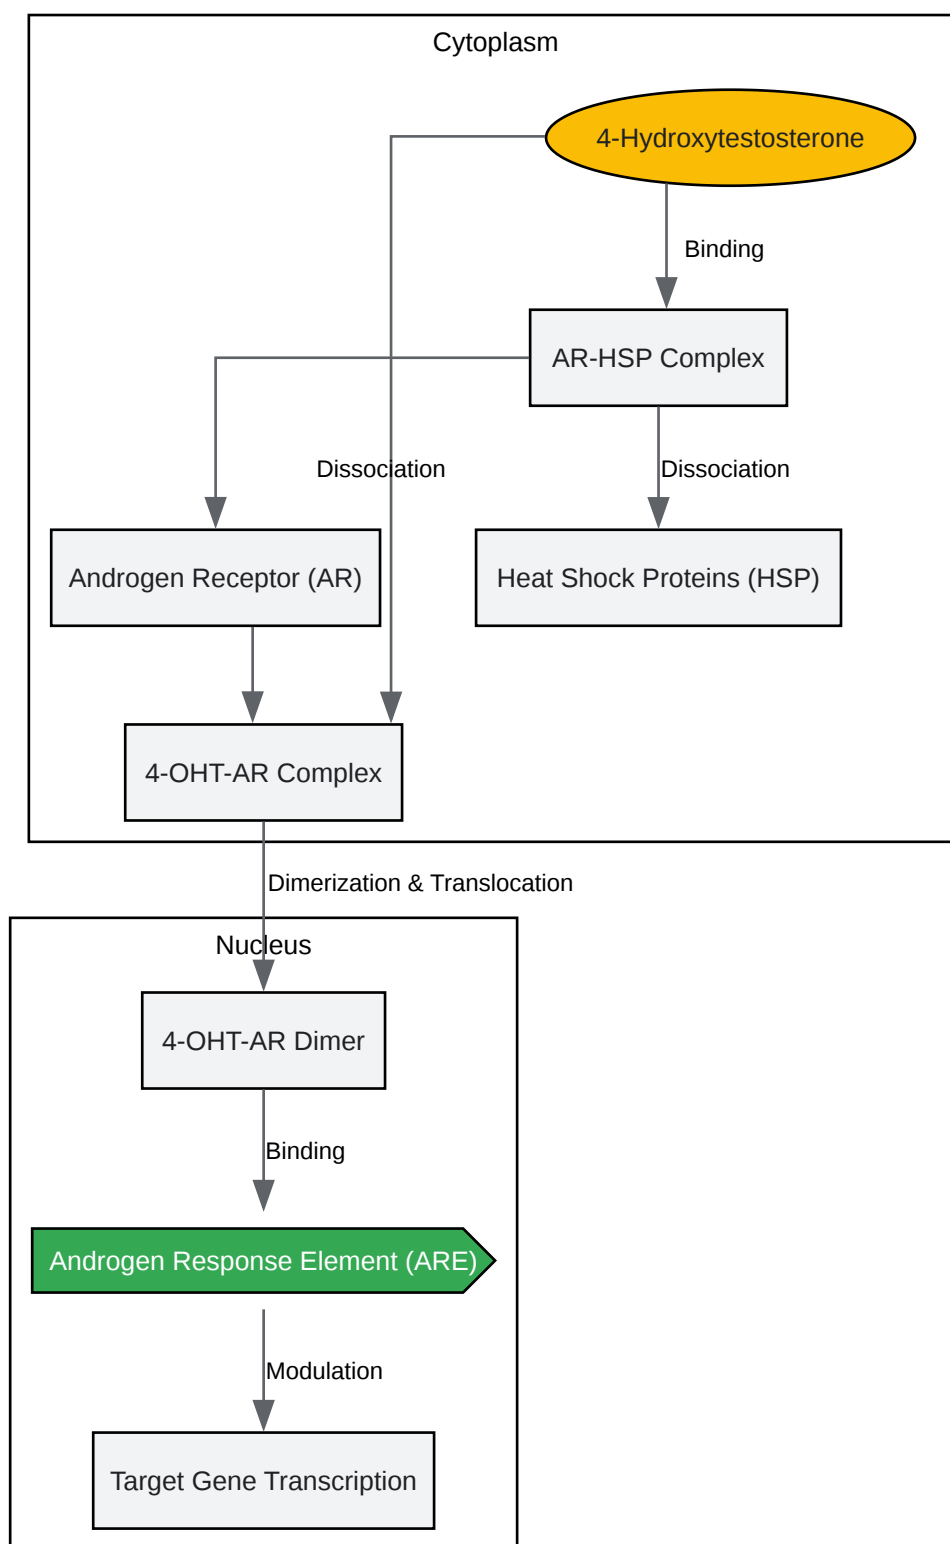 Cytoplasm
4-Hydroxytestosterone
Binding
AR-HSP Complex
Dissociation
Dissociation
Androgen Receptor (AR)
Heat Shock Proteins (HSP)
4-OHT-AR Complex
Dimerization & Translocation
Nucleus
4-OHT-AR Dimer
Binding
Androgen Response Element (ARE)
Modulation
Target Gene Transcription